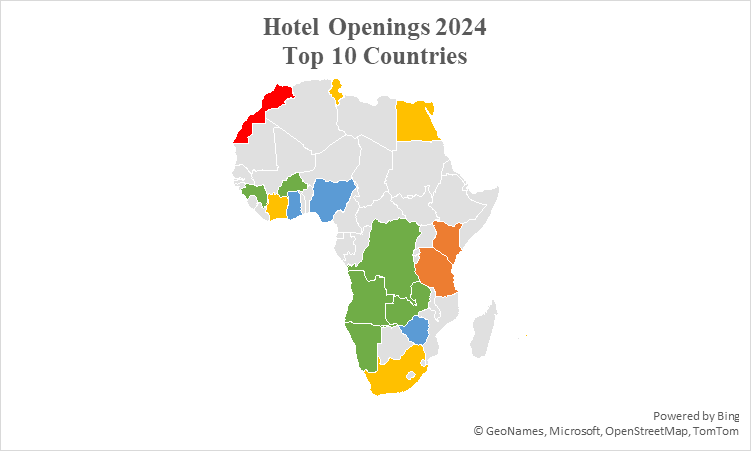 Hotel Openings 2024
Top 10 Countries
Powered by Bing
© GeoNames, Microsoft, OpenStreetMap, TomTom